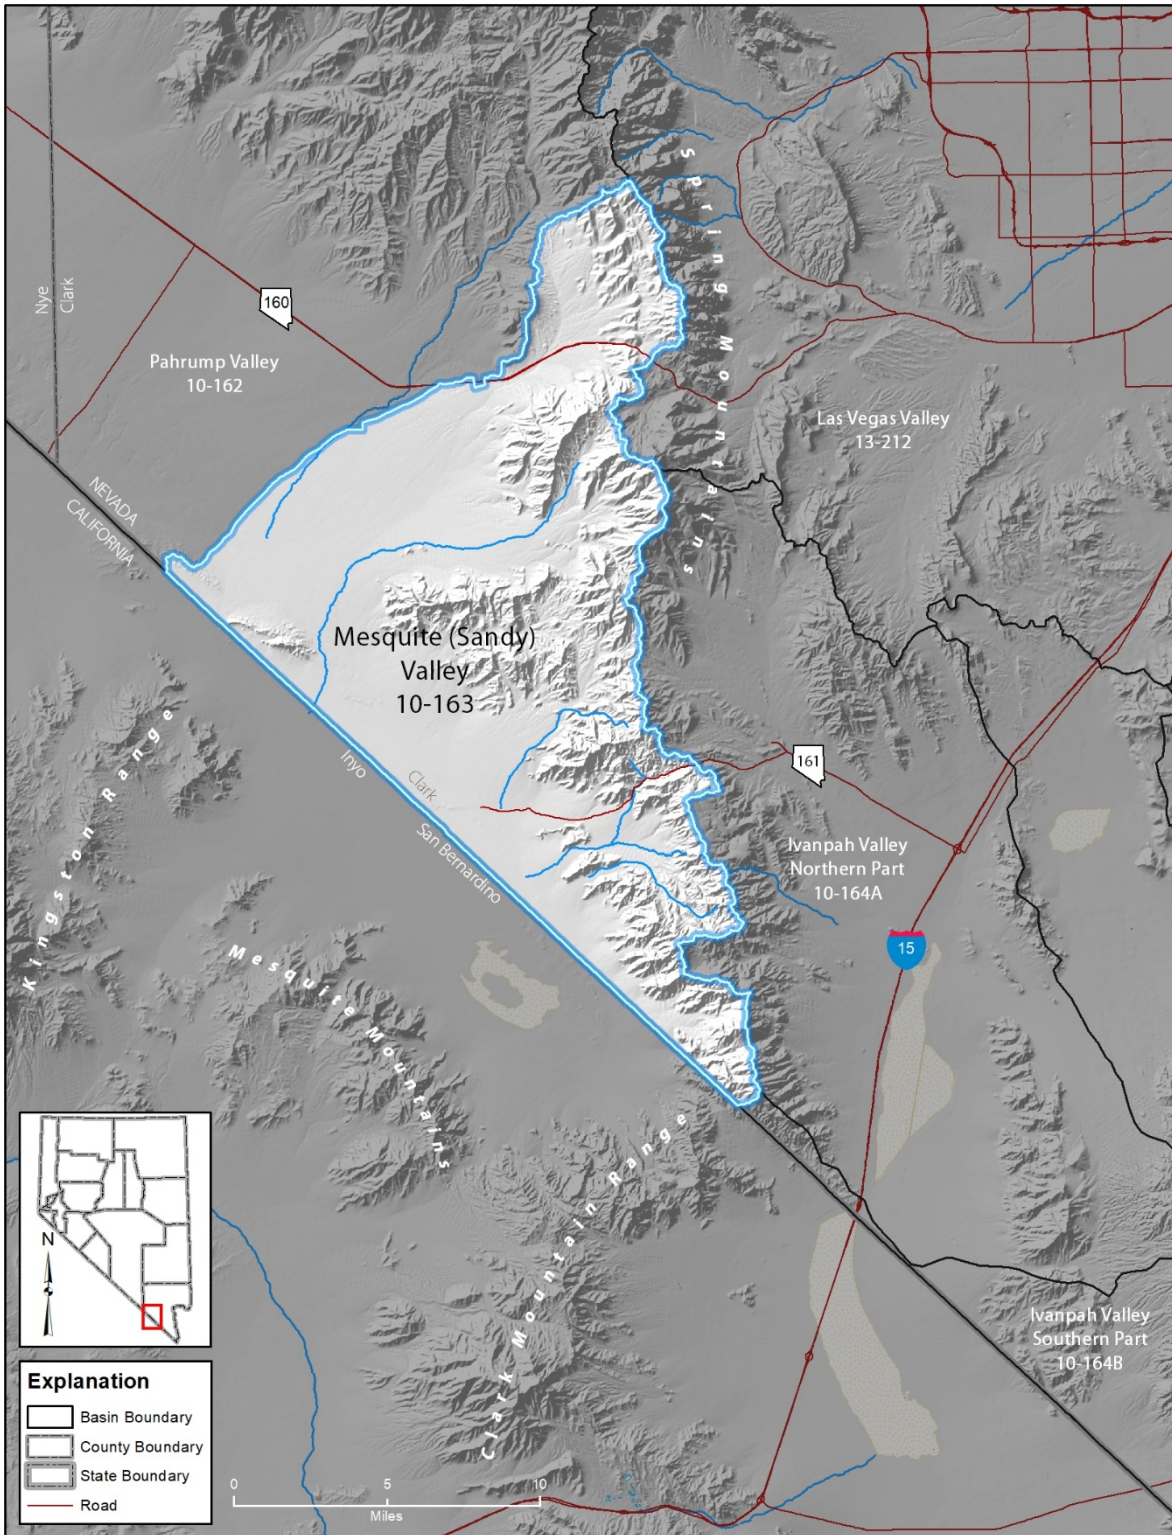 Spring Mountains
160
Nye
Clark
Pahrump Valley
10-162
Las Vegas Valley
13-212
NEVADA
CALIFORNIA
Mesquite (Sandy)
Valley
10-163
Kingston Range
Inyo
Clark
San Bernardino
161
Ivanpah Valley
Northern Part
10-164A
15
Mesquite Mountains
Clark Mountain Range
N
Ivanpah Valley
Southern Part
10-164B
Explanation
Basin Boundary
County Boundary
State Boundary
Road
0 5 10
Miles